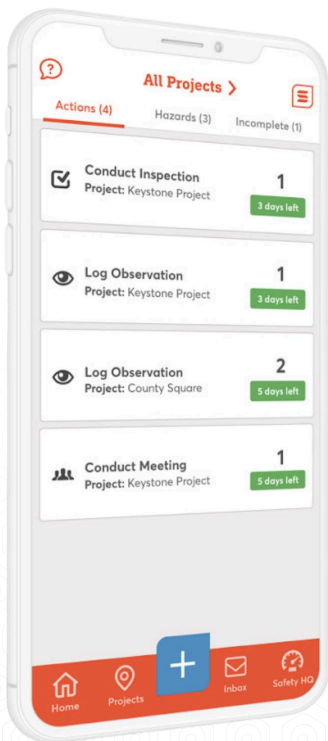 All Projects
Actions (4)
Hazards (3)
Incomplete (1)
Conduct Inspection
Project: Keystone Project
1
3 days left
Log Observation
Project: Keystone Project
1
3 days left
Log Observation
Project: County Square
2
5 days left
Conduct Meeting
Project: Keystone Project
1
5 days left
Home
Projects
Inbox
Safety HQ